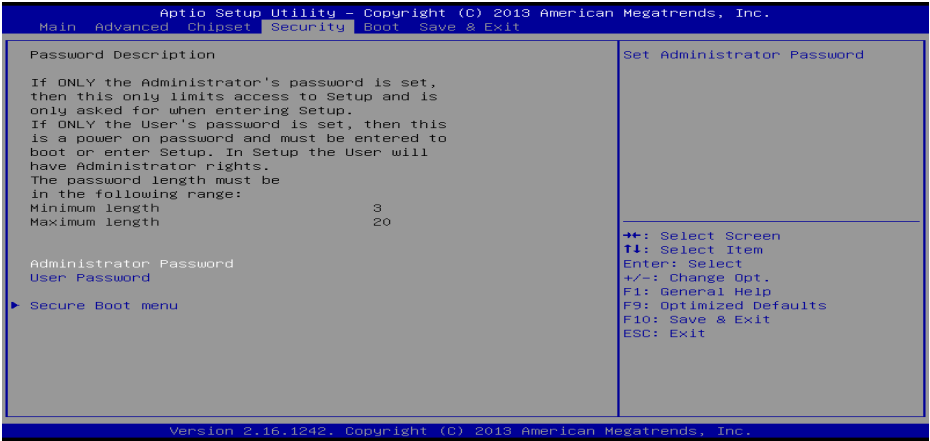 Aptio Setup Utility – Copyright (C) 2013 American Megatrends, Inc.
Main Advanced Chipset Security Boot Save & Exit
Password Description
If ONLY the Administrator's password is set,
then this only limits access to Setup and is
only asked for when entering Setup.
If ONLY the User's password is set, then this
is a power on password and must be entered to
boot or enter Setup. In Setup the User will
have Administrator rights.
The password length must be
in the following range:
Minimum length 3
Maximum length 20
Administrator Password
User Password
► Secure Boot menu
Set Administrator Password
→←: Select Screen
↑↓: Select Item
Enter: Select
+/-: Change Opt.
F1: General Help
F9: Optimized Defaults
F10: Save & Exit
ESC: Exit
Version 2.16.1242. Copyright (C) 2013 American Megatrends, Inc.